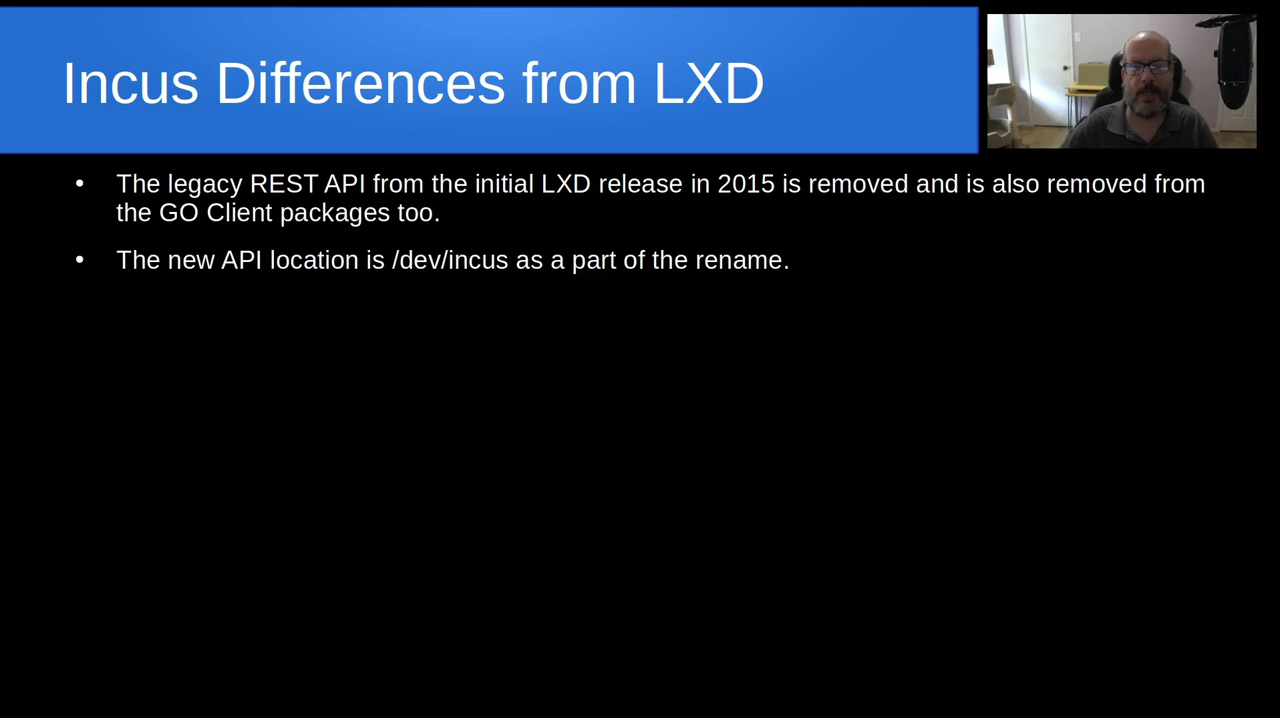 Incus Differences from LXD
• The legacy REST API from the initial LXD release in 2015 is removed and is also removed from
the GO Client packages too.
• The new API location is /dev/incus as a part of the rename.